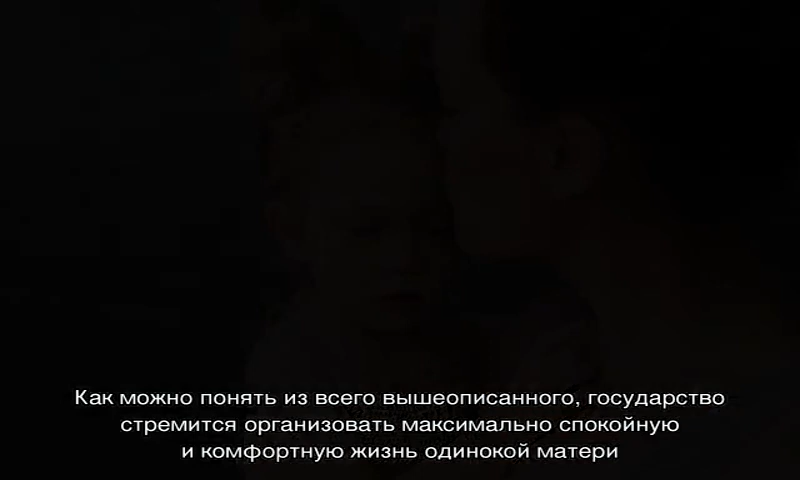 Как можно понять из всего вышеописанного, государство
стремится организовать максимально спокойную
и комфортную жизнь одинокой матери